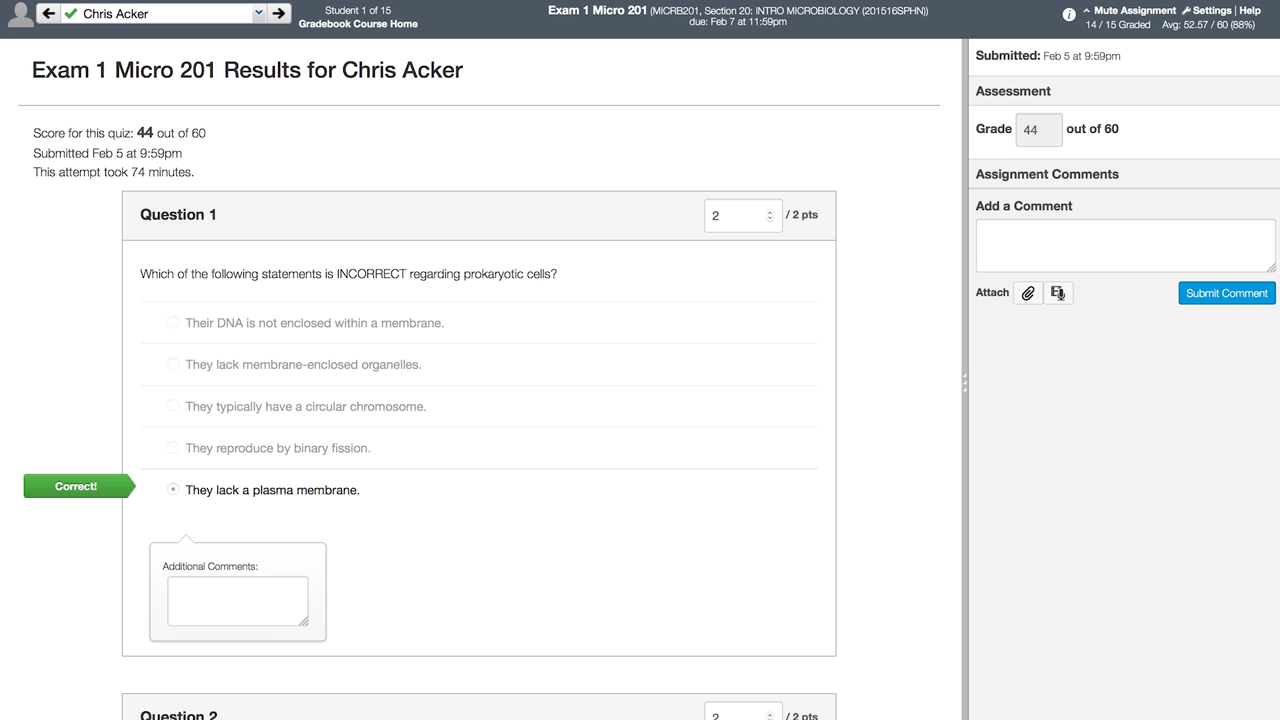 Chris Acker
Student 1 of 15
Gradebook Course Home
Exam 1 Micro 201 (MICRB201, Section 20: INTRO MICROBIOLOGY (201516SPHN))
due: Feb 7 at 11:59pm
Mute Assignment Settings | Help
14 / 15 Graded Avg: 52.57 / 60 (88%)
Exam 1 Micro 201 Results for Chris Acker
Score for this quiz: 44 out of 60
Submitted Feb 5 at 9:59pm
This attempt took 74 minutes.
Question 1
2 / 2 pts
Which of the following statements is INCORRECT regarding prokaryotic cells?
Their DNA is not enclosed within a membrane.
They lack membrane-enclosed organelles.
They typically have a circular chromosome.
They reproduce by binary fission.
Correct!
They lack a plasma membrane.
Additional Comments:
Question 2
2 / 2 pts
Submitted: Feb 5 at 9:59pm
Assessment
Grade 44 out of 60
Assignment Comments
Add a Comment
Attach
Submit Comment